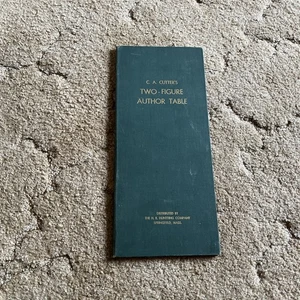 C. A. CUTTER'S
TWO-FIGURE
AUTHOR TABLE
DISTRIBUTED BY
THE H. R. HUNTTING COMPANY
SPRINGFIELD, MASS.